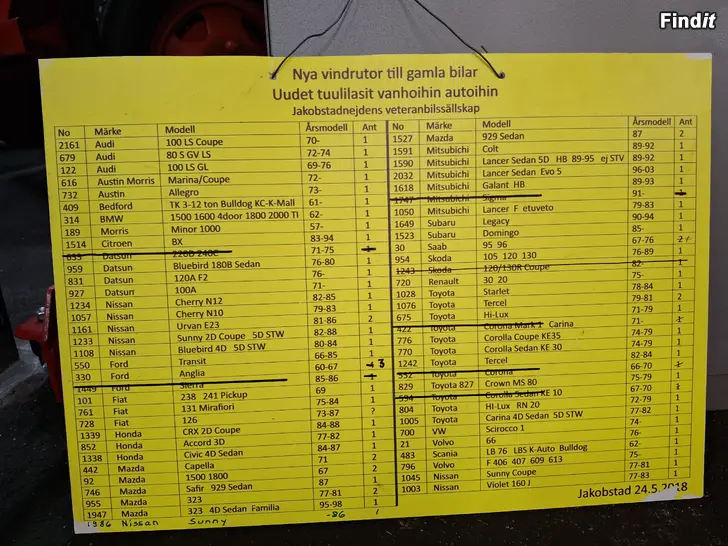 Findit
Nya vindrutor till gamla bilar
Uudet tuulilasit vanhoihin autoihin
Jakobstadnejdens veteranbilssällskap
No Märke Modell Årsmodell Ant
2161 Audi 100 LS Coupe 70- 1
679 Audi 80 S GV LS 72-74 1
122 Audi 100 LS GL 69-76 1
616 Austin Morris Marina/Coupe 72- 1
732 Austin Allegro 73- 1
409 Bedford TK 3-12 ton Bulldog KC-K-Mall 61- 1
314 BMW 1500 1600 4door 1800 2000 TI 62- 1
189 Morris Minor 1000 57- 1
1514 Citroen BX 83-94 1
633 Datsun 220D 240C 71-75 1
959 Datsun Bluebird 180B Sedan 76-80 1
831 Datsun 120A F2 76- 1
927 Datsun 100A 71- 1
1234 Nissan Cherry N12 82-85 1
1057 Nissan Cherry N10 79-83 1
1161 Nissan Urvan E23 81-86 2
1233 Nissan Sunny 2D Coupe 5D STW 82-88 1
1108 Nissan Bluebird 4D 5D STW 80-84 1
550 Ford Transit 66-85 1
330 Ford Anglia 60-67 3
1449 Ford Sierra 85-86 1
101 Fiat 238 241 Pickup 69 1
761 Fiat 131 Mirafiori 75-84 1
728 Fiat 126 73-87 ?
1339 Honda CRX 2D Coupe 84-88 1
852 Honda Accord 3D 77-82 1
1338 Honda Civic 4D Sedan 84-87 1
442 Mazda Capella 71 2
92 Mazda 1500 1800 67 2
746 Mazda Safir 929 Sedan 87 1
955 Mazda 323 77-81 2
1947 Mazda 323 4D Sedan Familia 95-98 1
1986 Nissan Sunny -86 1
No Märke Modell Årsmodell Ant
1527 Mazda 929 Sedan 87 2
1591 Mitsubichi Colt 89-92 1
1590 Mitsubichi Lancer Sedan 5D HB 89-95 ej STV 89-92 1
2032 Mitsubichi Lancer Sedan Evo 5 96-03 1
1618 Mitsubichi Galant HB 89-93 1
1747 Mitsubichi Sigma 91- 1
1050 Mitsubichi Lancer F etuveto 79-83 1
1649 Subaru Legacy 90-94 1
1523 Subaru Domingo 85- 1
30 Saab 95 96 67-76 2
954 Skoda 105 120 130 76-89 1
1243 Skoda 120/130R Coupe 82- 1
720 Renault 30 20 75- 1
1028 Toyota Starlet 78-84 1
1076 Toyota Tercel 79-81 2
675 Toyota Hi-Lux 71-79 1
422 Toyota Corona Mark 1 Carina 71- 1
776 Toyota Corolla Coupe KE35 74-79 1
770 Toyota Corolla Sedan KE 30 74-79 1
1242 Toyota Tercel 82-84 1
552 Toyota Corona 66-70 1
829 Toyota 827 Crown MS 80 75-79 1
594 Toyota Corolla Sedan KE 10 67-70 1
804 Toyota HI-Lux RN 20 72-82 1
1005 Toyota Carina 4D Sedan 5D STW 77-82 1
700 VW Scirocco 1 74- 1
21 Volvo 66 76- 1
483 Scania LB 76 LBS K-Auto Bulldog 62- 1
796 Volvo F 406 407 609 613 75- 1
1045 Nissan Sunny Coupe 77-83 1
1003 Nissan Violet 160 J 77-83 1
Jakobstad 24.5.2018